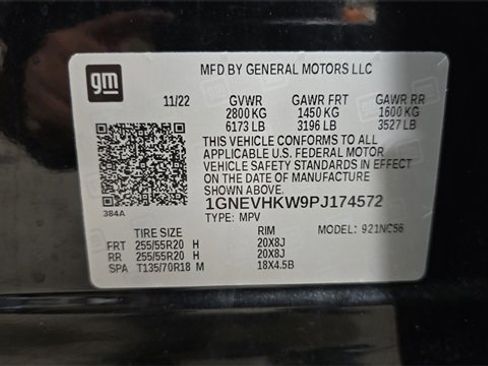 gm
MFD BY GENERAL MOTORS LLC
11/22 GVWR GAWR FRT GAWR RR
2800 KG 1450 KG 1600 KG
6173 LB 3196 LB 3527 LB
THIS VEHICLE CONFORMS TO ALL
APPLICABLE U.S. FEDERAL MOTOR
VEHICLE SAFETY STANDARDS IN EFFECT
ON THE DATE OF MANUFACTURE
SHOWN ABOVE.
384A
1GNEVHKW9PJ174572
TYPE: MPV MODEL: 921NC56
TIRE SIZE RIM
FRT 255/55R20 H 20X8J
RR 255/55R20 H 20X8J
SPA T135/70R18 M 18X4.5B